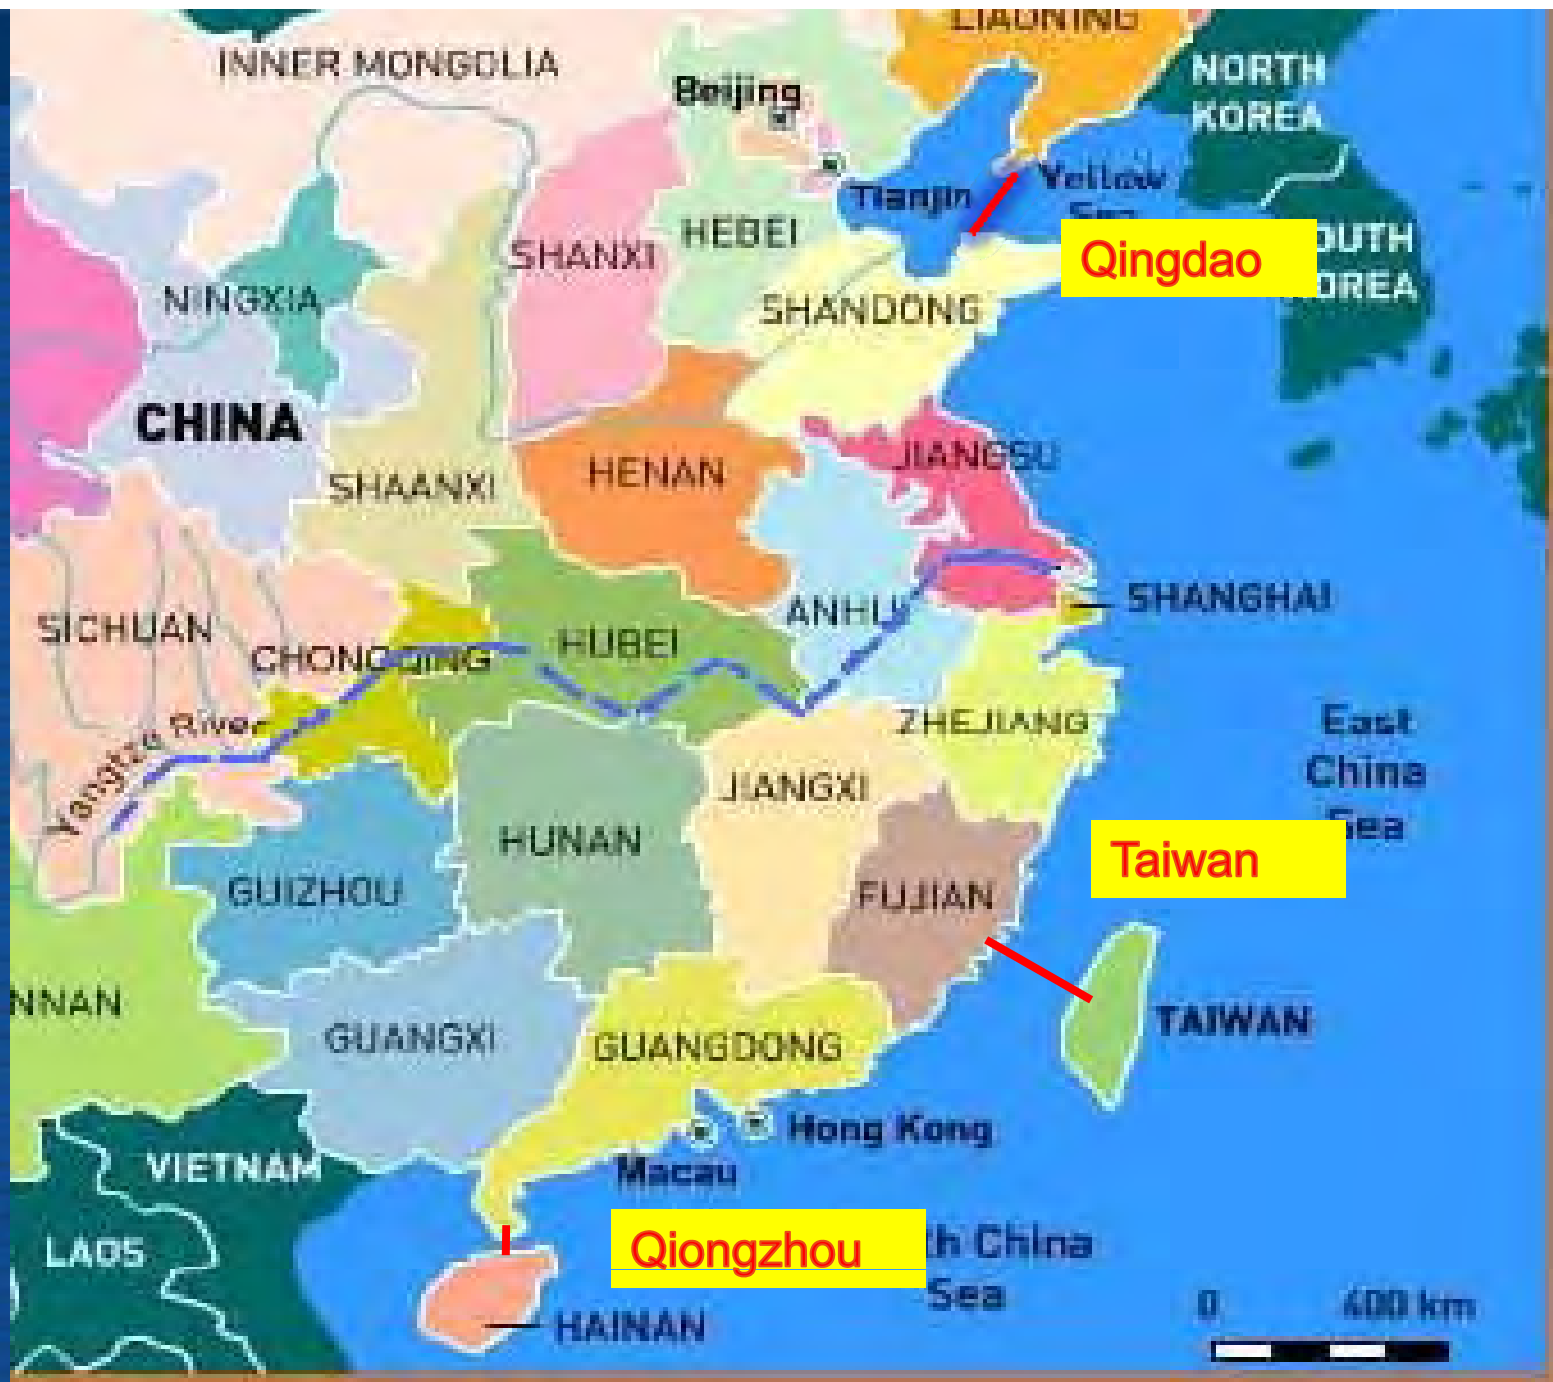 LIAONING
INNER MONGOLIA
NORTH
KOREA
Beijing
Yellow
Sea
Tianjin
HEBEI
SHANXI
Qingdao
OUTH
OREA
NINGXIA
SHANDONG
CHINA
JIANGSU
HENAN
SHAANXI
SHANGHAI
ANHUI
SICHUAN
HUBEI
CHONGQING
Yangtze River
ZHEJIANG
East
China
Sea
JIANGXI
HUNAN
Taiwan
GUIZHOU
FUJIAN
NNAN
TAIWAN
GUANGXI
GUANGDONG
Hong Kong
VIETNAM
Macau
LAOS
Qiongzhou
th China
Sea
HAINAN
0 400 km